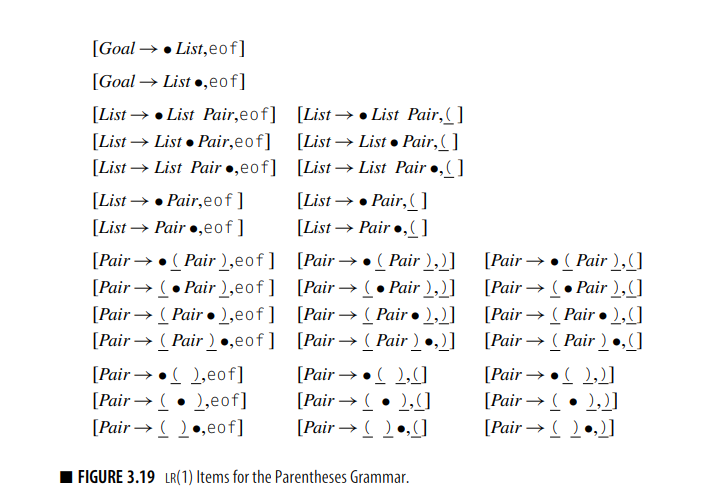 [Goal → • List,eof]
[Goal → List •,eof]
[List → • List Pair,eof] [List → • List Pair,( ]
[List → List • Pair,eof] [List → List • Pair,( ]
[List → List Pair •,eof] [List → List Pair •,( ]
[List → • Pair,eof ] [List → • Pair,( ]
[List → Pair •,eof ] [List → Pair •,( ]
[Pair → • ( Pair ),eof ] [Pair → • ( Pair ),)] [Pair → • ( Pair ),(]
[Pair → ( • Pair ),eof ] [Pair → ( • Pair ),)] [Pair → ( • Pair ),(]
[Pair → ( Pair • ),eof ] [Pair → ( Pair • ),)] [Pair → ( Pair • ),(]
[Pair → ( Pair ) •,eof ] [Pair → ( Pair ) •,)] [Pair → ( Pair ) •,(]
[Pair → • ( ),eof] [Pair → • ( ),(] [Pair → • ( ),)]
[Pair → ( • ),eof] [Pair → ( • ),(] [Pair → ( • ),)]
[Pair → ( ) •,eof] [Pair → ( ) •,(] [Pair → ( ) •,)]
■ FIGURE 3.19 LR(1) Items for the Parentheses Grammar.